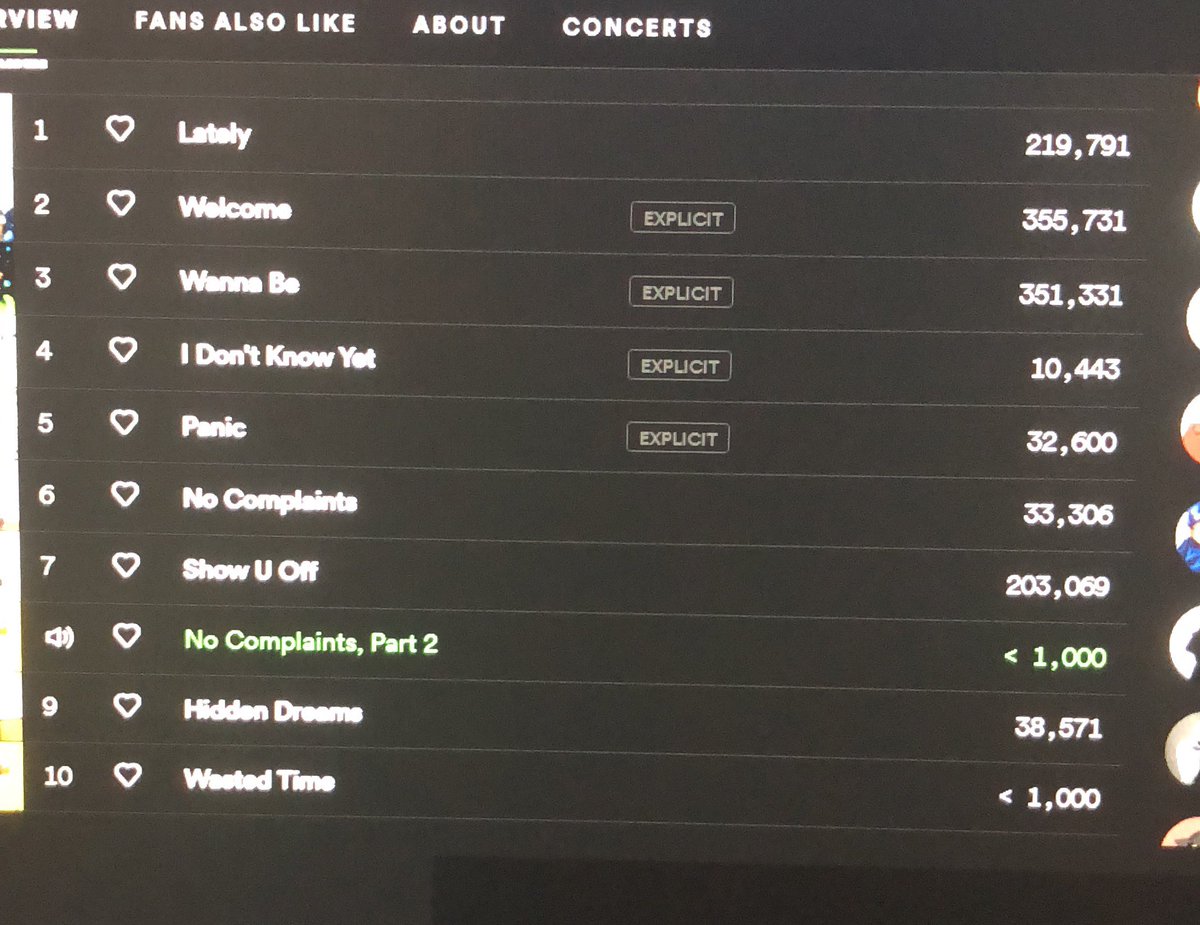 FANS ALSO LIKE ABOUT CONCERTS
1 Lately 219,791
2 Welcome EXPLICIT 355,731
3 Wanna Be EXPLICIT 351,331
4 I Don't Know Yet EXPLICIT 10,443
5 Panic EXPLICIT 32,600
6 No Complaints 33,306
7 Show U Off 203,069
No Complaints, Part 2 < 1,000
9 Hidden Dreams 38,571
10 Wasted Time < 1,000